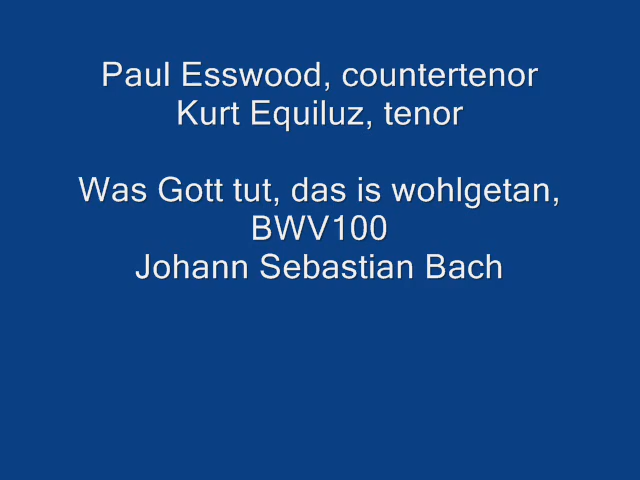 Paul Esswood, countertenor
Kurt Equiluz, tenor
Was Gott tut, das is wohlgetan,
BWV100
Johann Sebastian Bach